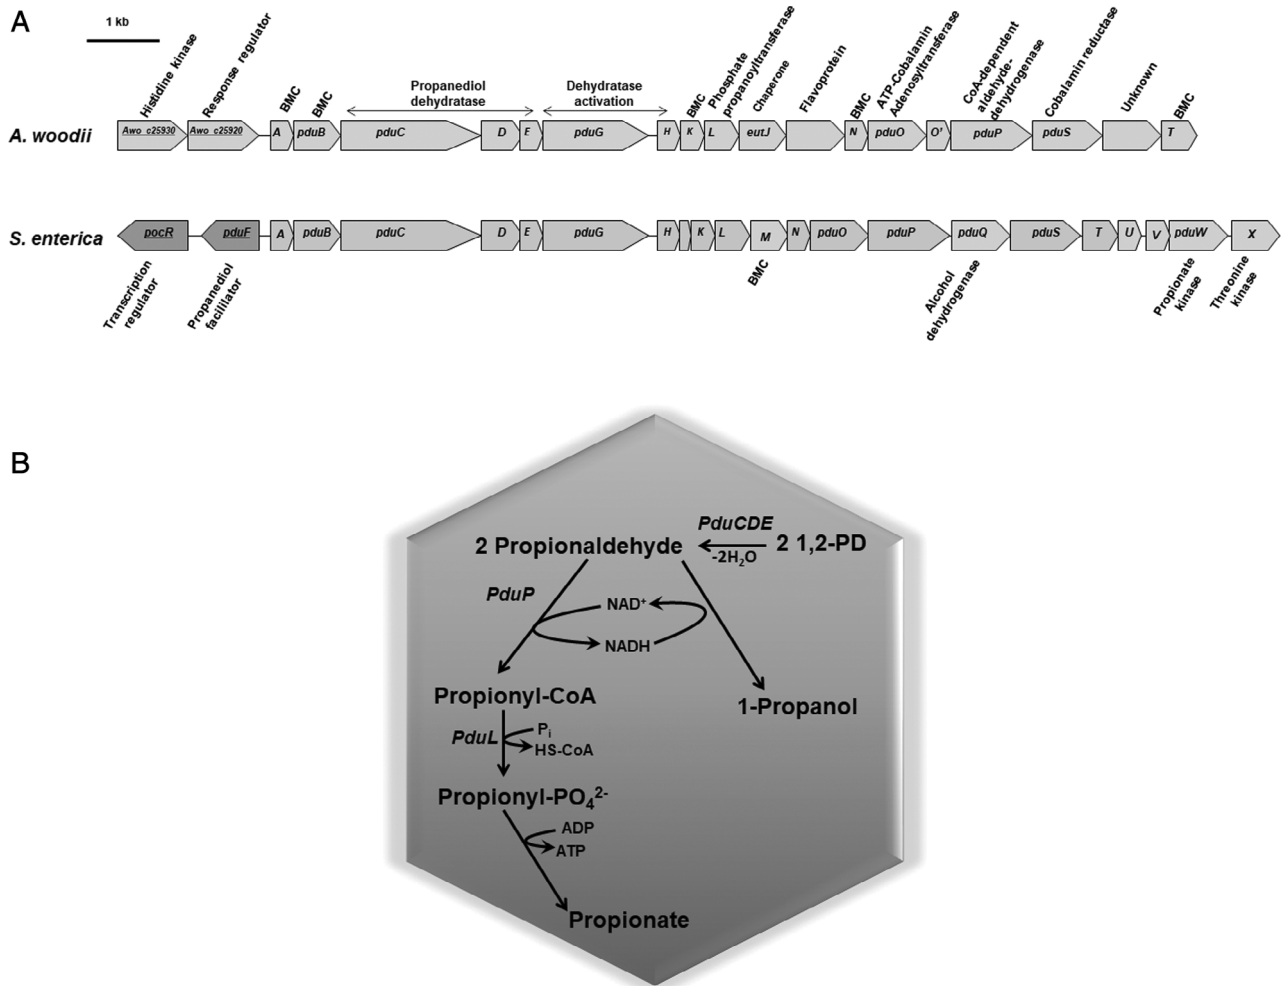 A
1 kb
Histidine kinase
Response regulator
BMC
BMC
Propanediol
dehydratase
Dehydratase
activation
BMC
Phosphate
propanoyltransferase
Chaperone
Flavoprotein
BMC
ATP-Cobalamin
Adenosyltransferase
CoA-dependent
aldehyde-
dehydrogenase
Cobalamin reductase
Unknown
BMC
A. woodii
Awo_c25930 Awo_c25920 A pduB pduC D E pduG H K L eutJ N pduO O' pduP pduS T
S. enterica
pocR pduF A pduB pduC D E pduG H K L M N pduO pduP pduQ pduS T U V pduW X
Transcription
regulator
Propanediol
facililator
BMC
Alcohol
dehydrogenase
Propionate
kinase
Threonine
kinase
B
PduCDE
2 Propionaldehyde 2 1,2-PD
-2H₂O
PduP
NAD⁺
NADH
Propionyl-CoA
1-Propanol
PduL
Pᵢ
HS-CoA
Propionyl-PO₄²⁻
ADP
ATP
Propionate